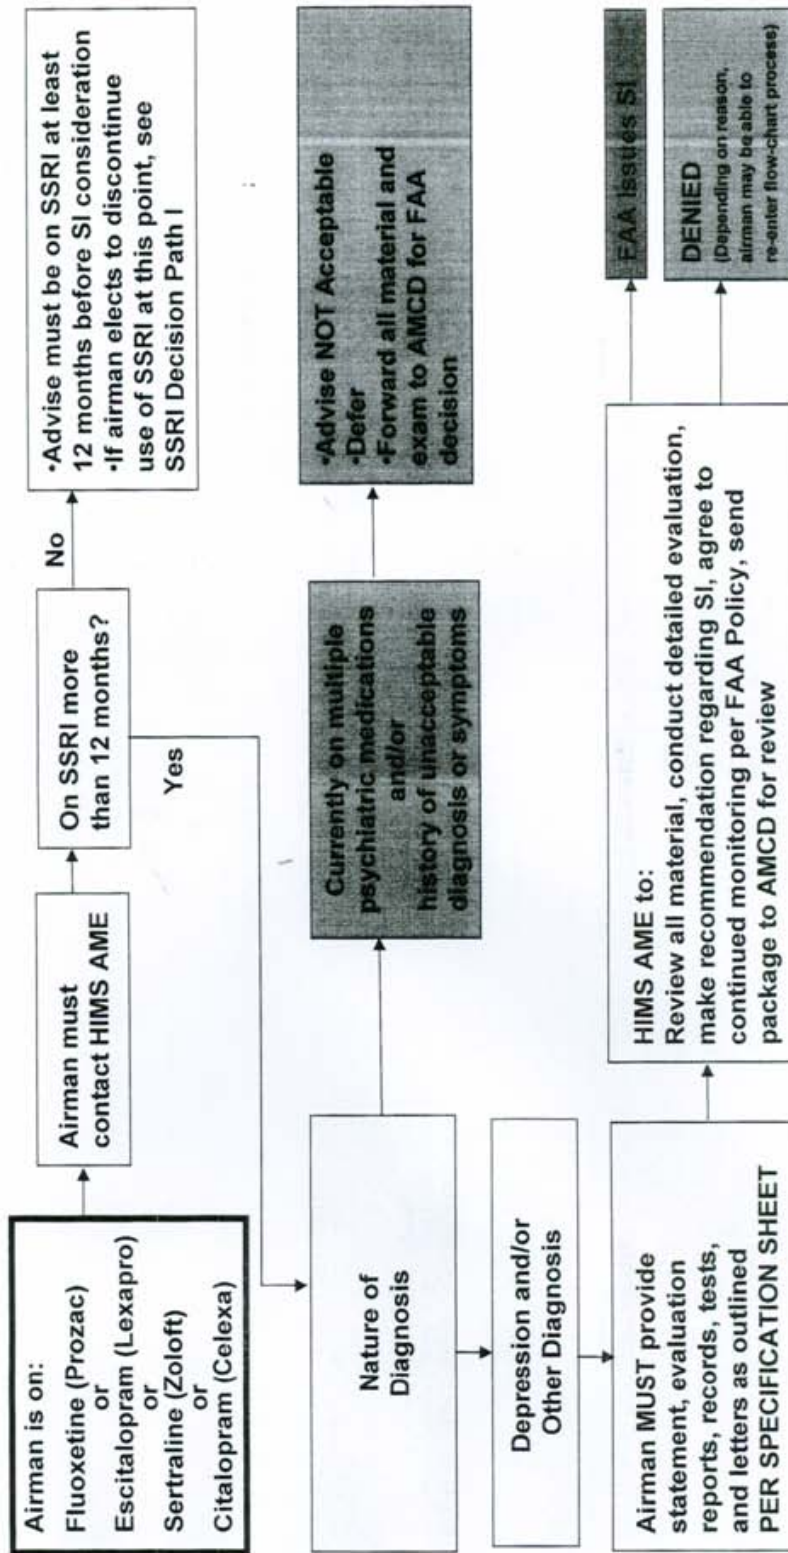 Airman is on:
Fluoxetine (Prozac)
or
Escitalopram (Lexapro)
or
Sertraline (Zoloft)
or
Citalopram (Celexa)
Airman must
contact HIMS AME
On SSRI more
than 12 months?
No
Yes
•Advise must be on SSRI at least
12 months before SI consideration
•If airman elects to discontinue
use of SSRI at this point, see
SSRI Decision Path I
Nature of
Diagnosis
Currently on multiple
psychiatric medications
and/or
history of unacceptable
diagnosis or symptoms
•Advise NOT Acceptable
•Defer
•Forward all material and
exam to AMCD for FAA
decision
Depression and/or
Other Diagnosis
Airman MUST provide
statement, evaluation
reports, records, tests,
and letters as outlined
PER SPECIFICATION SHEET
HIMS AME to:
Review all material, conduct detailed evaluation,
make recommendation regarding SI, agree to
continued monitoring per FAA Policy, send
package to AMCD for review
FAA Issues SI
DENIED
(Depending on reason,
airman may be able to
re-enter flow-chart process)